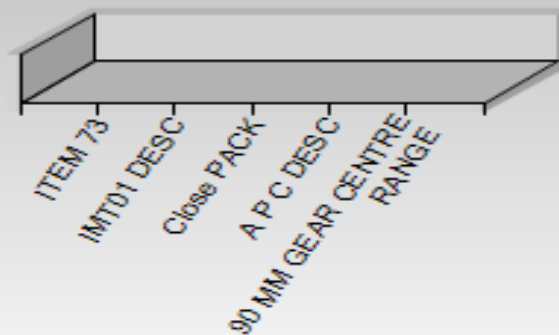 ITEM 73
IMT01 DESC
Close PACK
A P C DESC
90 MM GEAR CENTRE
RANGE